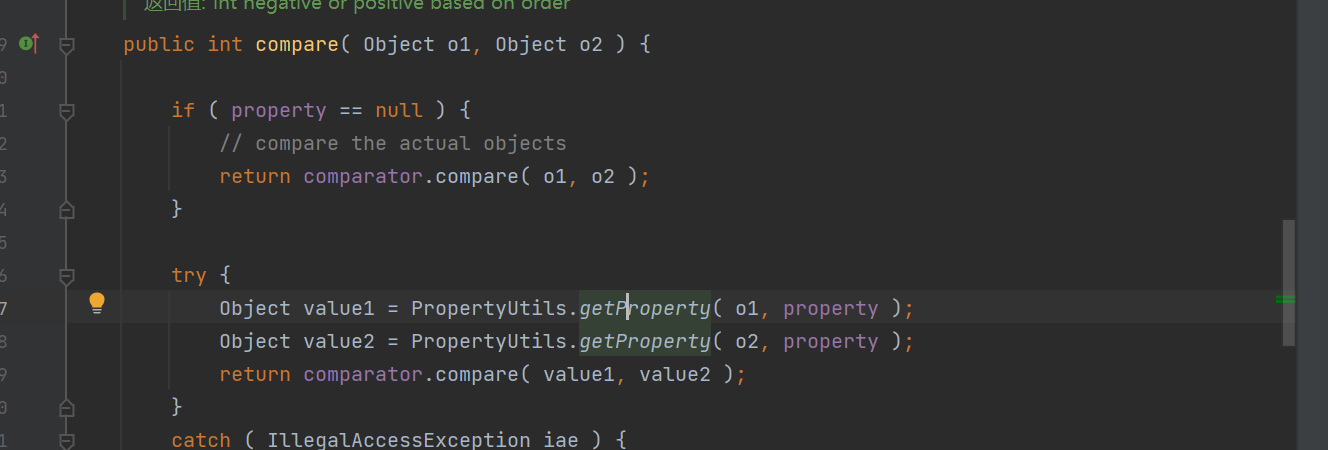 返回值: int negative or positive based on order
9 public int compare( Object o1, Object o2 ) {
0
1 if ( property == null ) {
2 // compare the actual objects
3 return comparator.compare( o1, o2 );
4 }
5
6 try {
7 Object value1 = PropertyUtils.getProperty( o1, property );
8 Object value2 = PropertyUtils.getProperty( o2, property );
9 return comparator.compare( value1, value2 );
0 }
1 catch ( IllegalAccessException iae ) {